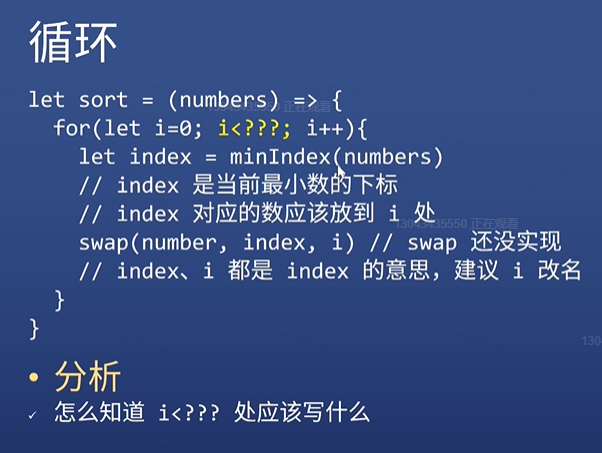 循环
let sort = (numbers) => {
for(let i=0; i<???; i++){
let index = minIndex(numbers)
// index 是当前最小数的下标
// index 对应的数应该放到 i 处
swap(number, index, i) // swap 还没实现
// index、i 都是 index 的意思，建议 i 改名
}
}
• 分析
✓ 怎么知道 i<??? 处应该写什么
正在观看
13043435550 正在观看
130